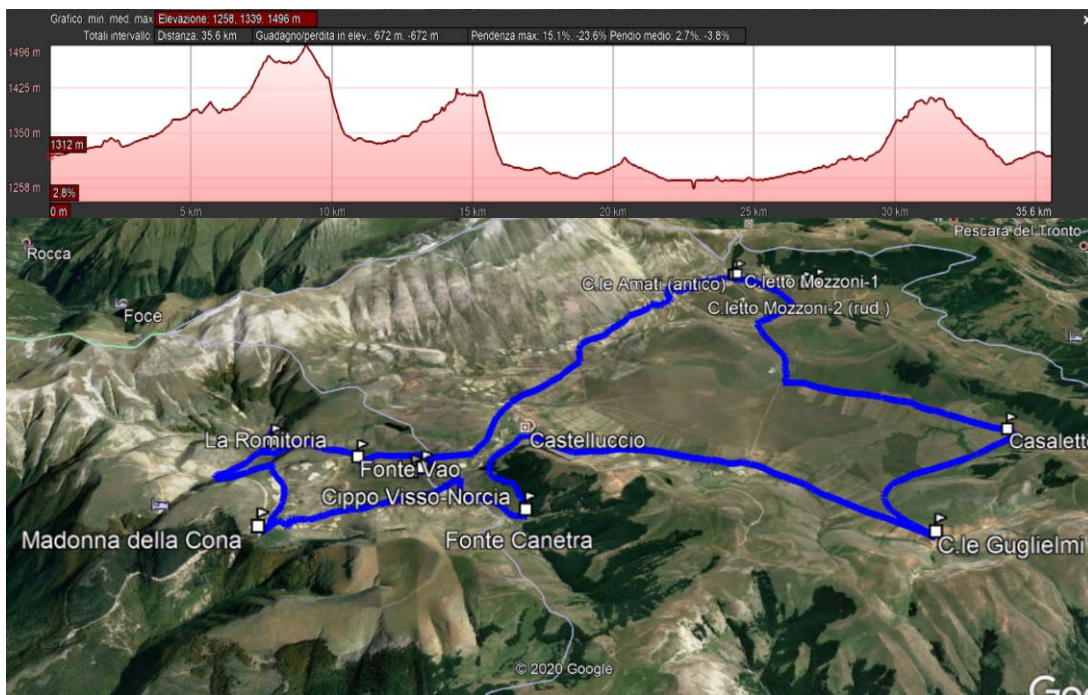 Grafico: min. med. max Elevazione: 1258, 1339, 1496 m
Totali intervallo: Distanza: 35.6 km Guadagno/perdita in elev.: 672 m. -672 m Pendenza max: 15.1%, -23.6% Pendio medio: 2.7%, -3.8%
1496 m
1425 m
1350 m
1312 m
1258 m
2.8%
0 m 5 km 10 km 15 km 20 km 25 km 30 km 35.6 km
Rocca
Pescara del Tronto
Foce
C.le Amati (antico)
C.letto Mozzoni-1
C.letto Mozzoni-2 (rud.)
La Romitoria
Castelluccio
Casaletto
Fonte Vao
Cippo Visso-Norcia
Madonna della Cona
Fonte Canetra
C.le Guglielmi
© 2020 Google